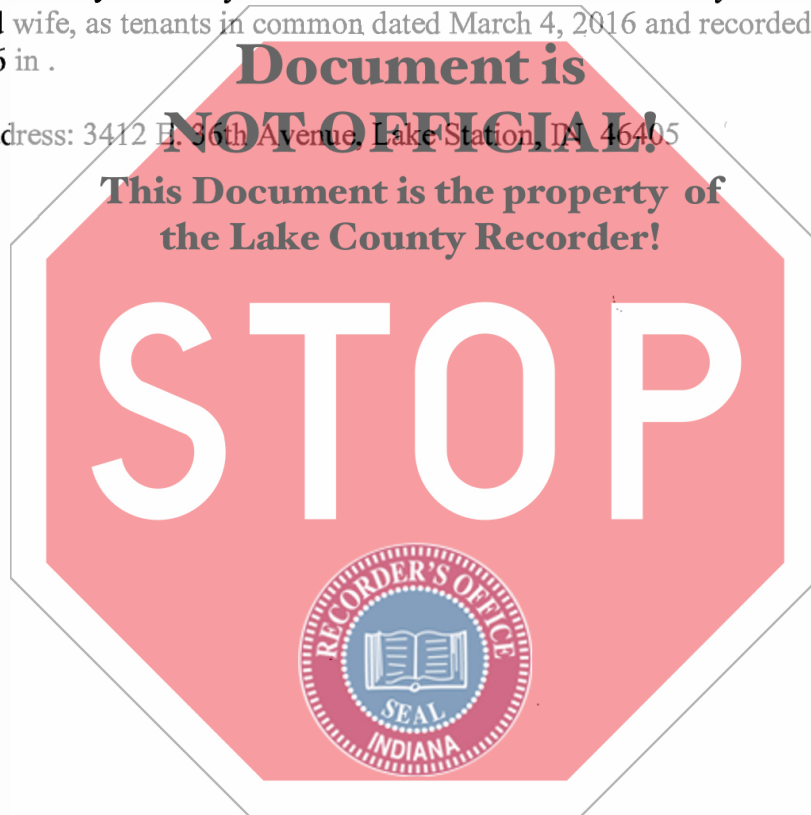 wife, as tenants in common dated March 4, 2016 and recorded
in .
Document is
NOT OFFICIAL!
dress: 3412 E. 36th Avenue, Lake Station, IN 46405
This Document is the property of
the Lake County Recorder!
STOP
RECORDER'S OFFICE
SEAL
INDIANA